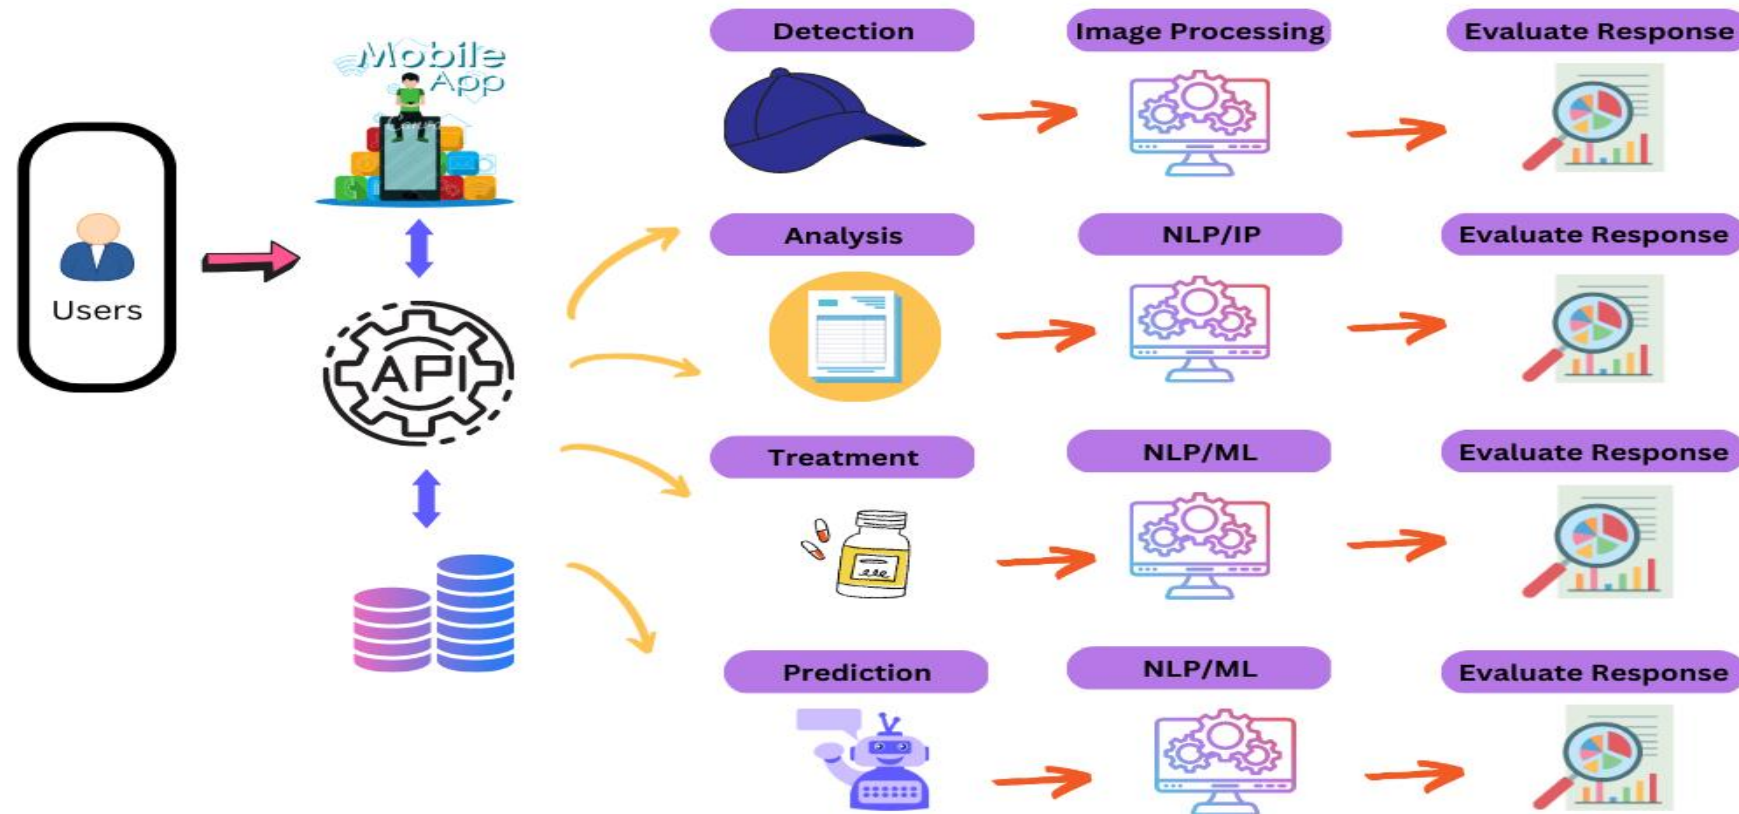 Detection
Image Processing
Evaluate Response
Mobile
App
Users
API
Analysis
NLP/IP
Evaluate Response
Treatment
NLP/ML
Evaluate Response
Prediction
NLP/ML
Evaluate Response